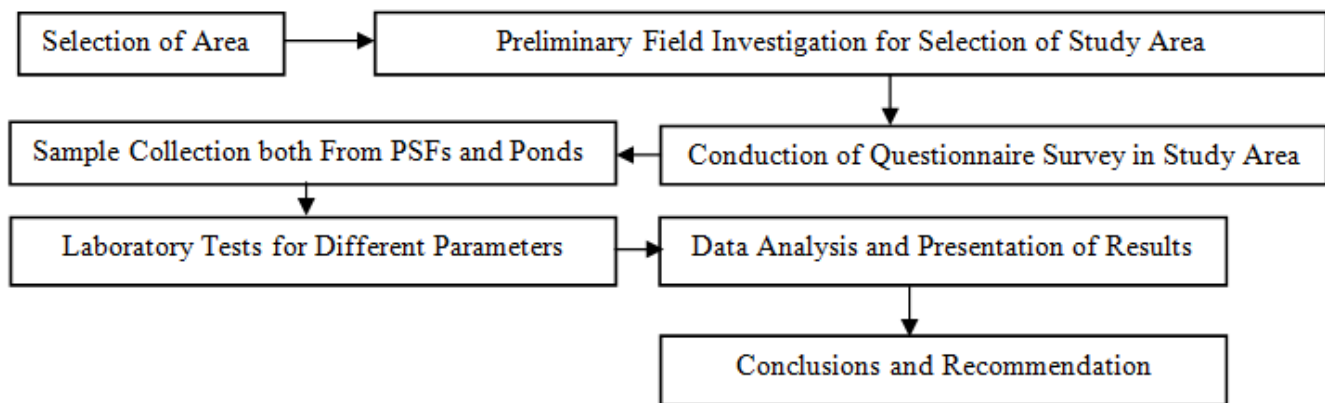 Selection of Area
Preliminary Field Investigation for Selection of Study Area
Sample Collection both From PSFs and Ponds
Conduction of Questionnaire Survey in Study Area
Laboratory Tests for Different Parameters
Data Analysis and Presentation of Results
Conclusions and Recommendation